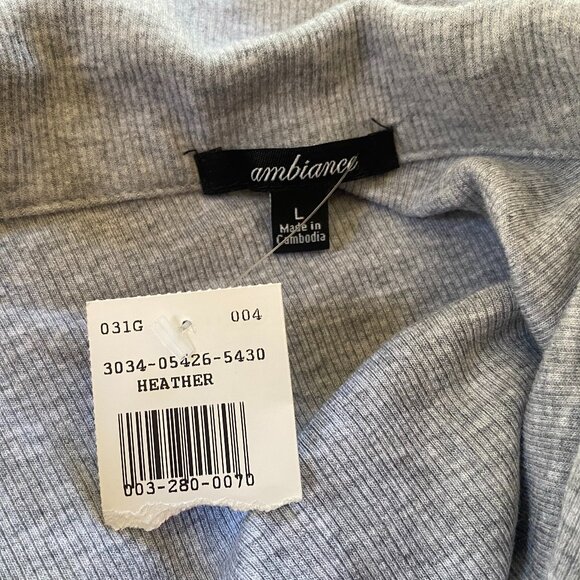 ambiance
L
Made in
Cambodia
031G 004
3034-05426-5430
HEATHER
003-280-0070